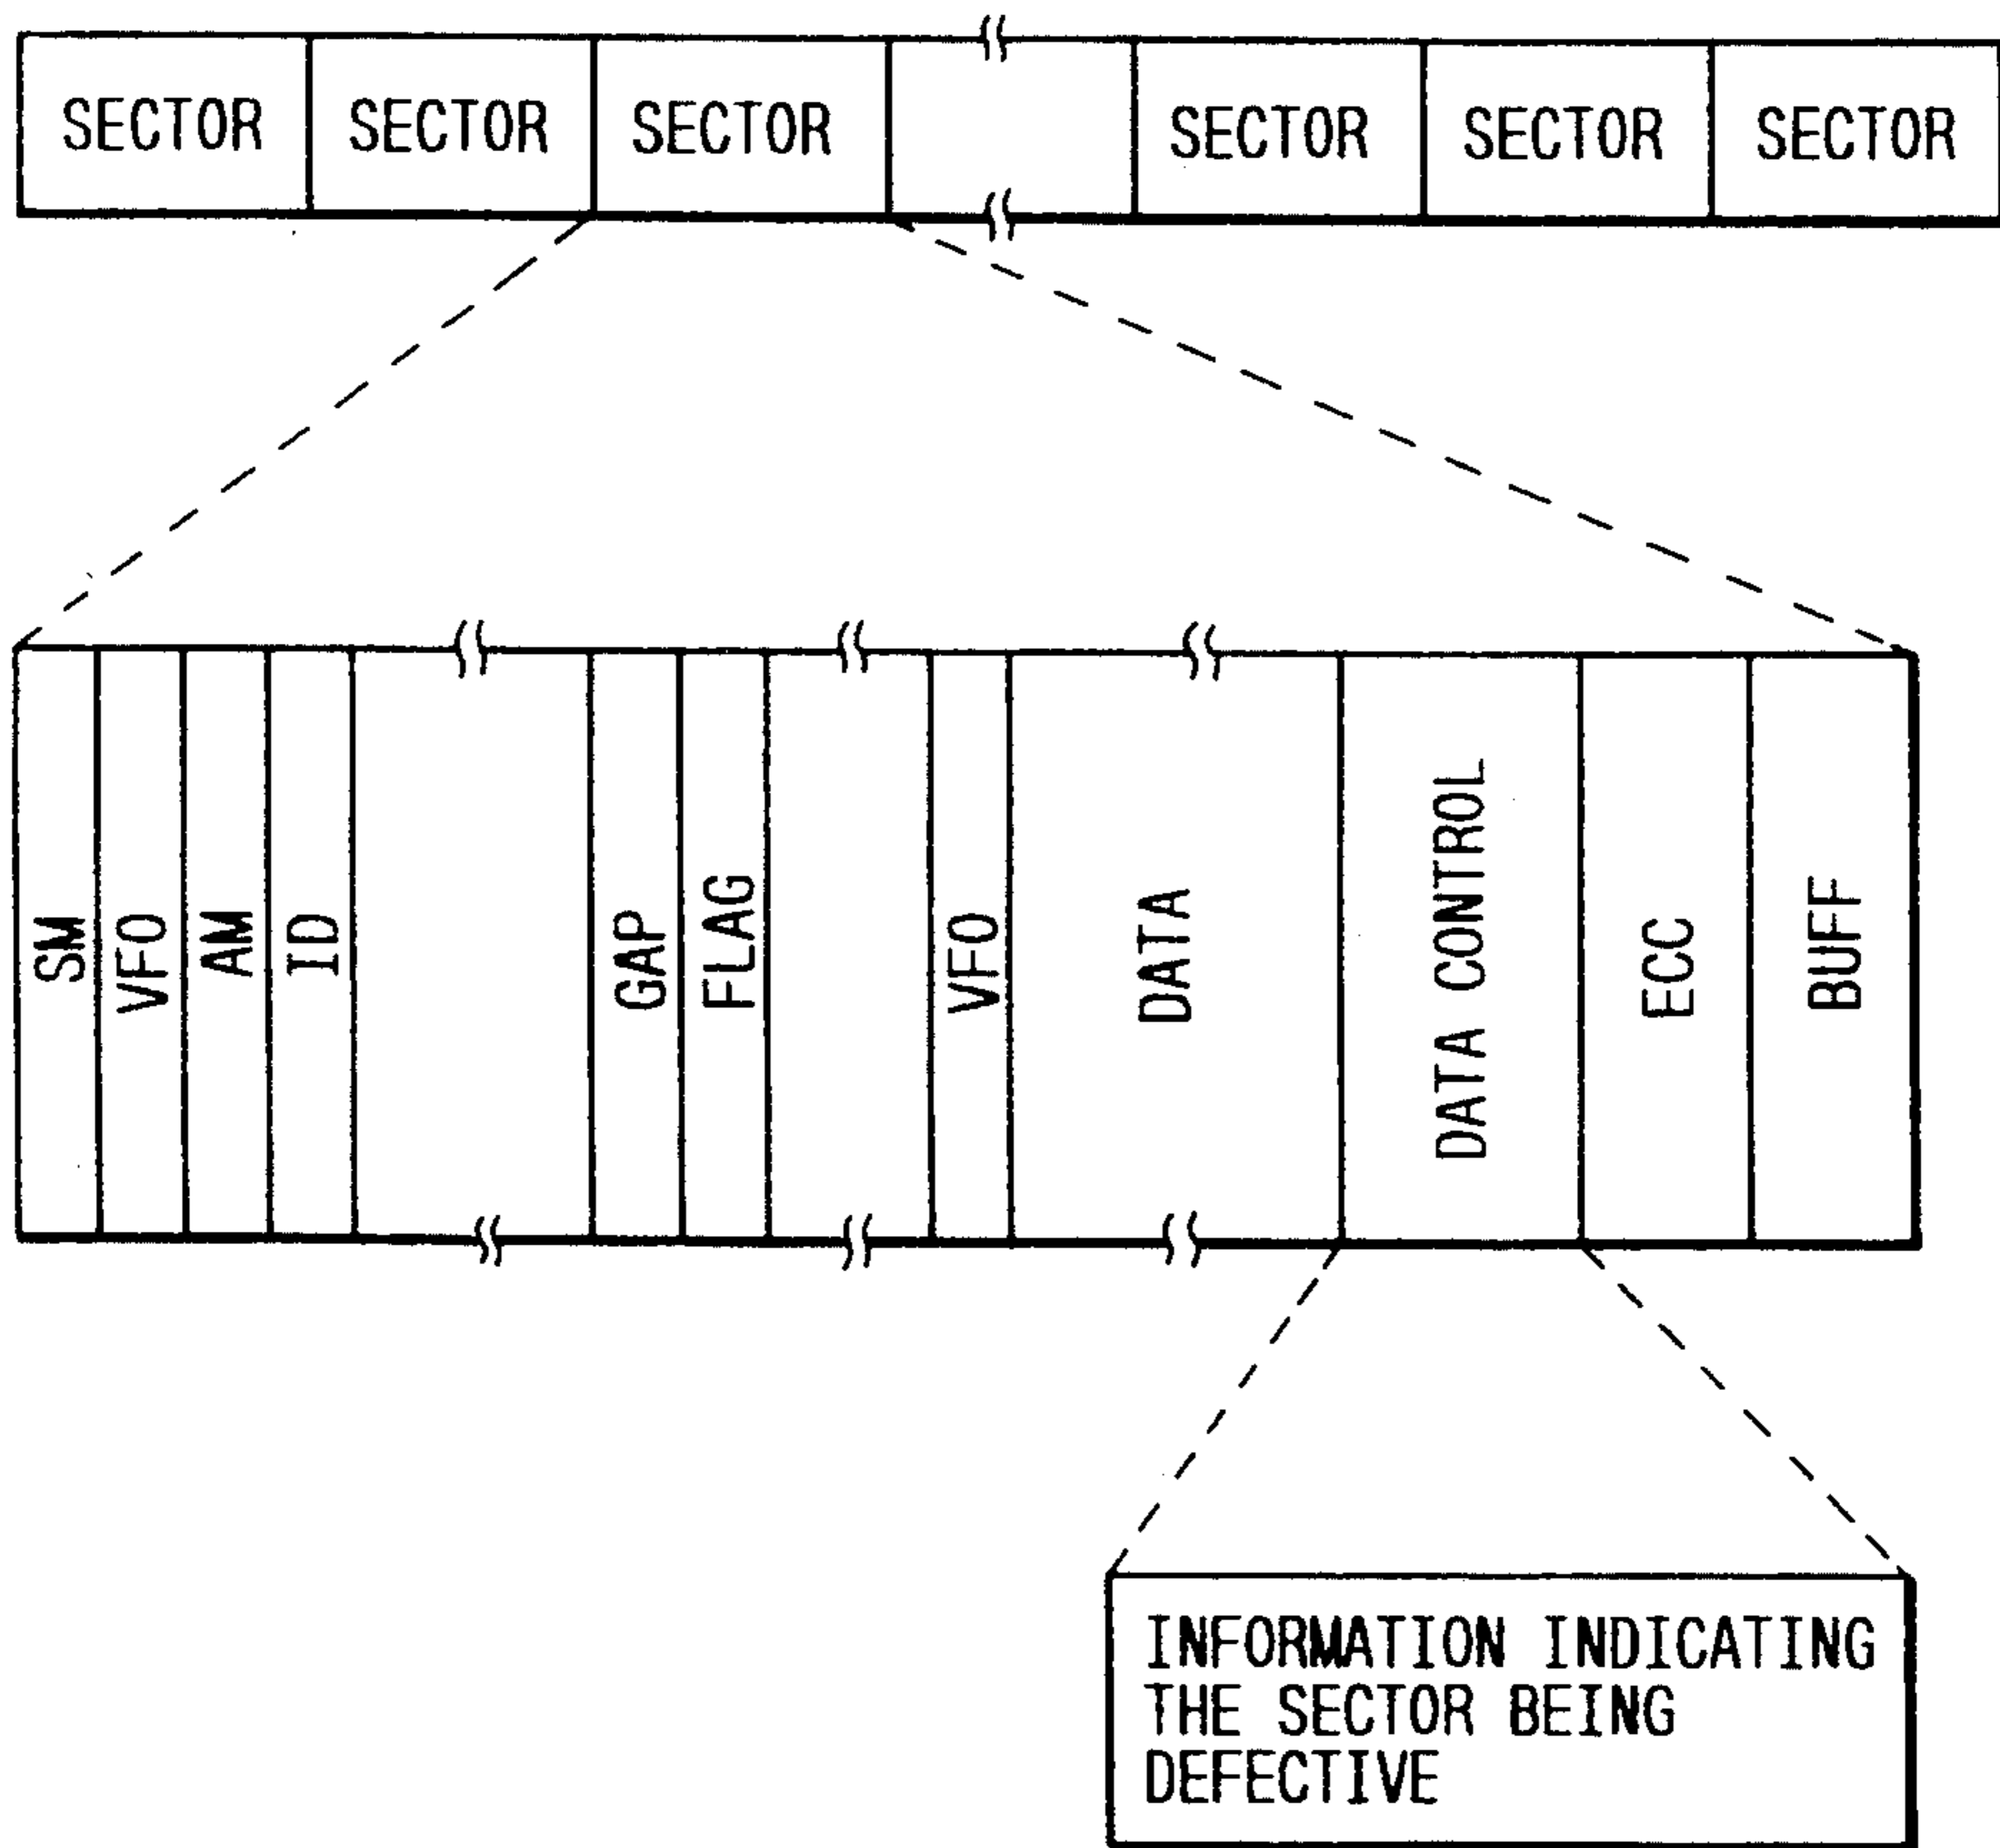 SECTOR SECTOR SECTOR SECTOR SECTOR SECTOR
SM
VFO
AM
ID
GAP
FLAG
VFO
DATA
DATA CONTROL
ECC
BUFF
INFORMATION INDICATING
THE SECTOR BEING
DEFECTIVE